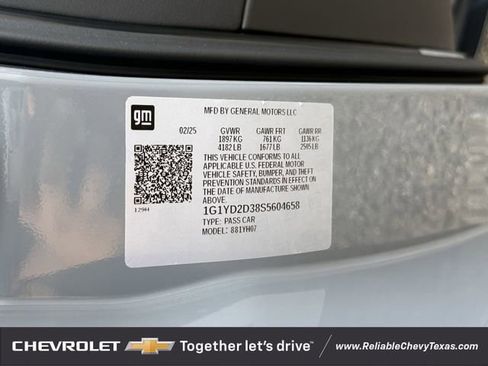 gm
MFD BY GENERAL MOTORS LLC
02/25 GVWR GAWR FRT GAWR RR
1897 KG 761 KG 1136 KG
4182 LB 1677 LB 2505 LB
THIS VEHICLE CONFORMS TO ALL
APPLICABLE U.S. FEDERAL MOTOR
VEHICLE SAFETY, BUMPER, AND THEFT
PREVENTION STANDARDS IN EFFECT ON
THE DATE OF MANUFACTURE SHOWN
ABOVE.
1G1YD2D38S5604658
TYPE: PASS CAR
MODEL: 881YH07
CHEVROLET Together let's drive™ www.ReliableChevyTexas.com